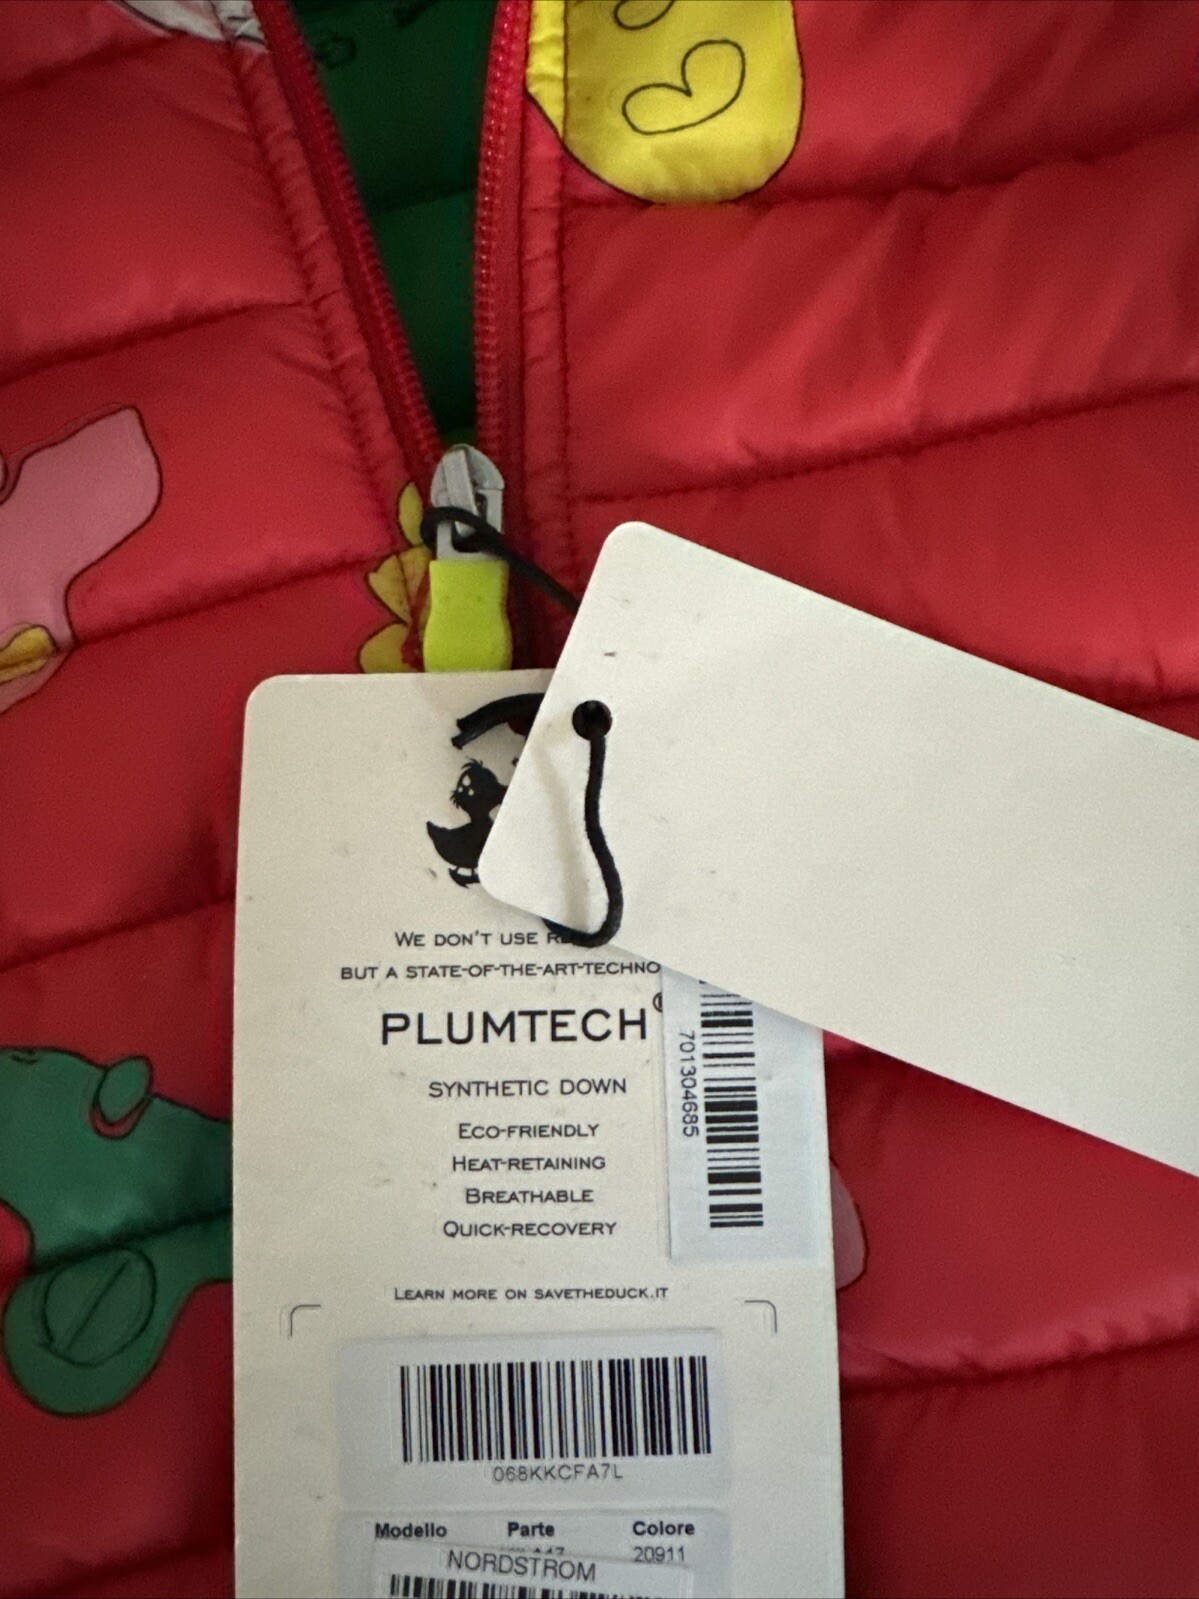 WE DON'T USE
BUT A STATE-OF-THE-ART-TECHNO
PLUMTECH®
SYNTHETIC DOWN
ECO-FRIENDLY
HEAT-RETAINING
BREATHABLE
QUICK-RECOVERY
LEARN MORE ON SAVETHEDUCK.IT
701304685
068KKCFA7L
Modello Parte Colore
20911
NORDSTROM